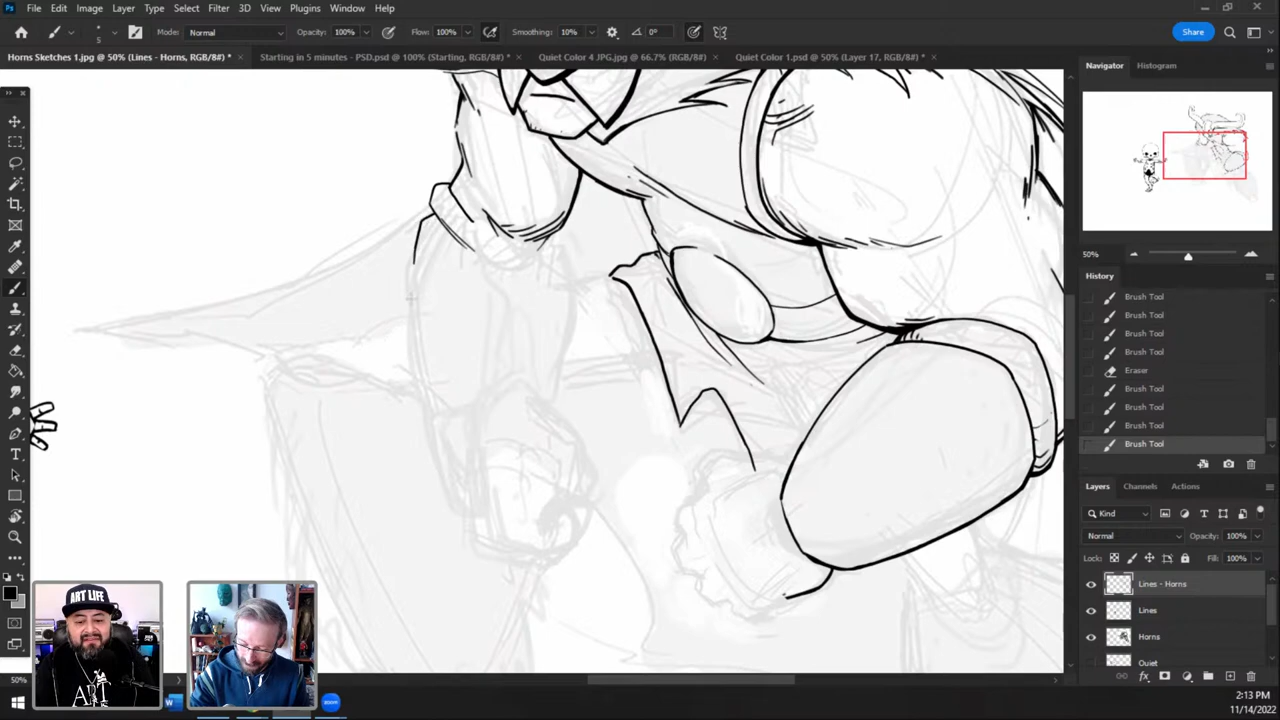 File Edit Image Layer Type Select Filter 3D View Plugins Window Help
5 Mode: Normal Opacity: 100% Flow: 100% Smoothing: 10% 0° Share
Horns Sketches 1.jpg @ 50% (Lines - Horns, RGB/8#) * × Starting in 5 minutes - PSD.psd @ 100% (Starting, RGB/8#) * × Quiet Color 4 JPG.jpg @ 66.7% (RGB/8#) × Quiet Color 1.psd @ 50% (Layer 17, RGB/8#) * ×
Navigator Histogram
50%
History
Brush Tool
Brush Tool
Brush Tool
Brush Tool
Eraser
Brush Tool
Brush Tool
Brush Tool
Brush Tool
Layers Channels Actions
Kind
Normal Opacity: 100%
Lock: Fill: 100%
Lines - Horns
Lines
Horns
Quiet
ART LIFE
ART
50%
2:13 PM
11/14/2022